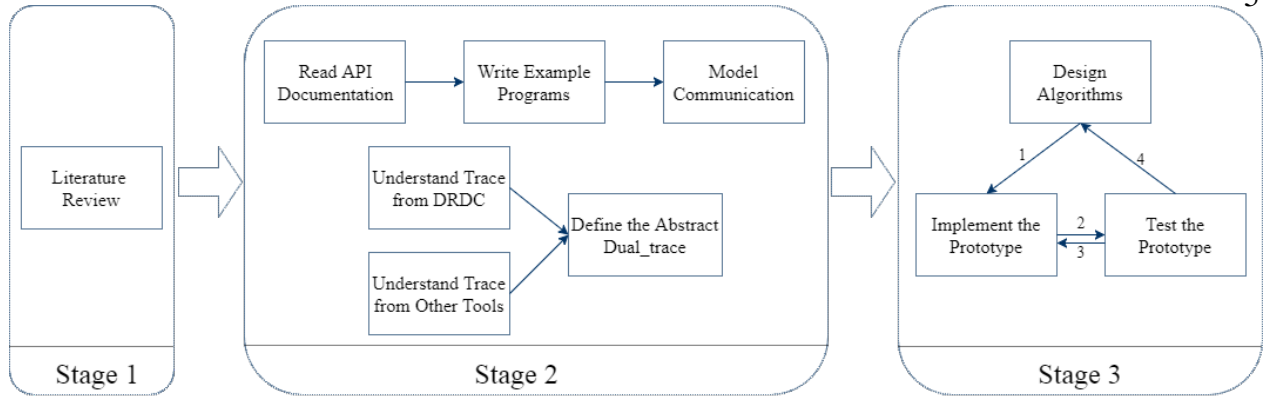 Literature
Review
Stage 1
Read API
Documentation
Write Example
Programs
Model
Communication
Understand Trace
from DRDC
Define the Abstract
Dual_trace
Understand Trace
from Other Tools
Stage 2
Design
Algorithms
1
4
Implement the
Prototype
2
3
Test the
Prototype
Stage 3